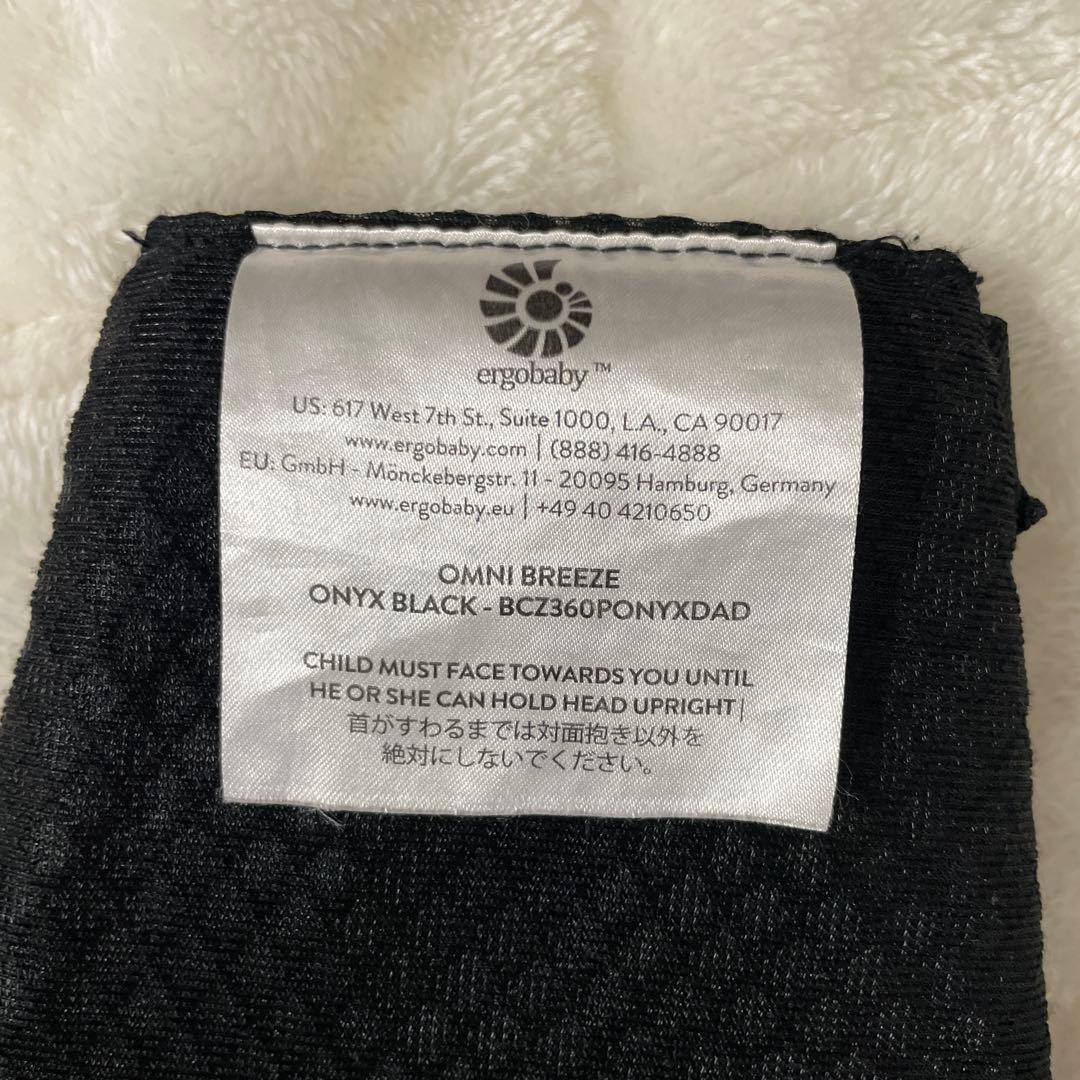 ergobaby™
US: 617 West 7th St., Suite 1000, L.A., CA 90017
www.ergobaby.com | (888) 416-4888
EU: GmbH - Mönckebergstr. 11 - 20095 Hamburg, Germany
www.ergobaby.eu | +49 40 4210650
OMNI BREEZE
ONYX BLACK - BCZ360PONYXDAD
CHILD MUST FACE TOWARDS YOU UNTIL
HE OR SHE CAN HOLD HEAD UPRIGHT |
首がすわるまでは対面抱き以外を
絶対にしないでください。